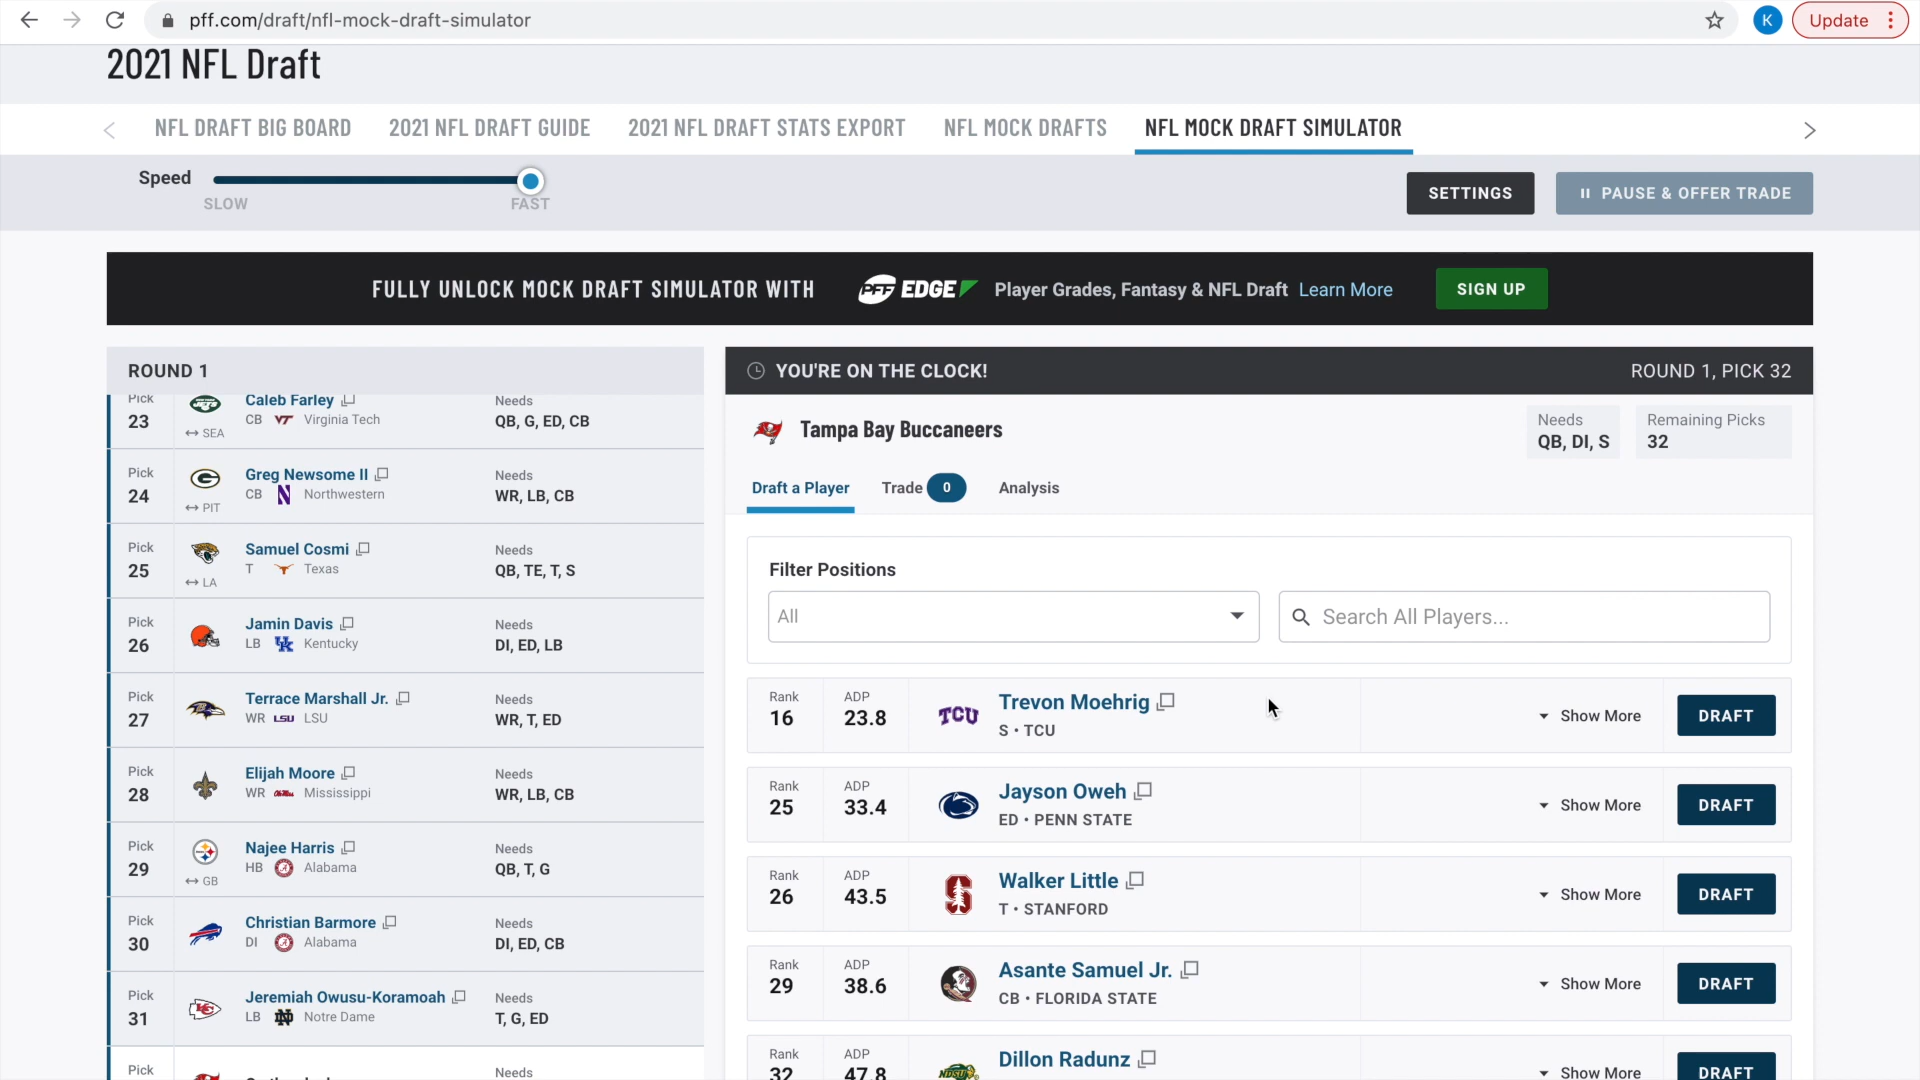 pff.com/draft/nfl-mock-draft-simulator
K
Update
2021 NFL Draft
NFL DRAFT BIG BOARD
2021 NFL DRAFT GUIDE
2021 NFL DRAFT STATS EXPORT
NFL MOCK DRAFTS
NFL MOCK DRAFT SIMULATOR
Speed
SLOW
FAST
SETTINGS
PAUSE & OFFER TRADE
FULLY UNLOCK MOCK DRAFT SIMULATOR WITH
PFF EDGE
Player Grades, Fantasy & NFL Draft Learn More
SIGN UP
ROUND 1
Pick
23
SEA
Caleb Farley
CB VT Virginia Tech
Needs
QB, G, ED, CB
Pick
24
G
PIT
Greg Newsome II
CB N Northwestern
Needs
WR, LB, CB
Pick
25
LA
Samuel Cosmi
T Texas
Needs
QB, TE, T, S
Pick
26
Jamin Davis
LB UK Kentucky
Needs
DI, ED, LB
Pick
27
Terrace Marshall Jr.
WR LSU LSU
Needs
WR, T, ED
Pick
28
Elijah Moore
WR Mississippi
Needs
WR, LB, CB
Pick
29
GB
Najee Harris
HB Alabama
Needs
QB, T, G
Pick
30
Christian Barmore
DI Alabama
Needs
DI, ED, CB
Pick
31
KC
Jeremiah Owusu-Koramoah
LB ND Notre Dame
Needs
T, G, ED
Pick
Needs
YOU'RE ON THE CLOCK!
ROUND 1, PICK 32
Tampa Bay Buccaneers
Needs
QB, DI, S
Remaining Picks
32
Draft a Player
Trade 0
Analysis
Filter Positions
All
Search All Players...
Rank
16
ADP
23.8
TCU
Trevon Moehrig
S • TCU
Show More
DRAFT
Rank
25
ADP
33.4
Jayson Oweh
ED • PENN STATE
Show More
DRAFT
Rank
26
ADP
43.5
S
Walker Little
T • STANFORD
Show More
DRAFT
Rank
29
ADP
38.6
Asante Samuel Jr.
CB • FLORIDA STATE
Show More
DRAFT
Rank
32
ADP
47.8
NDSU
Dillon Radunz
Show More
DRAFT